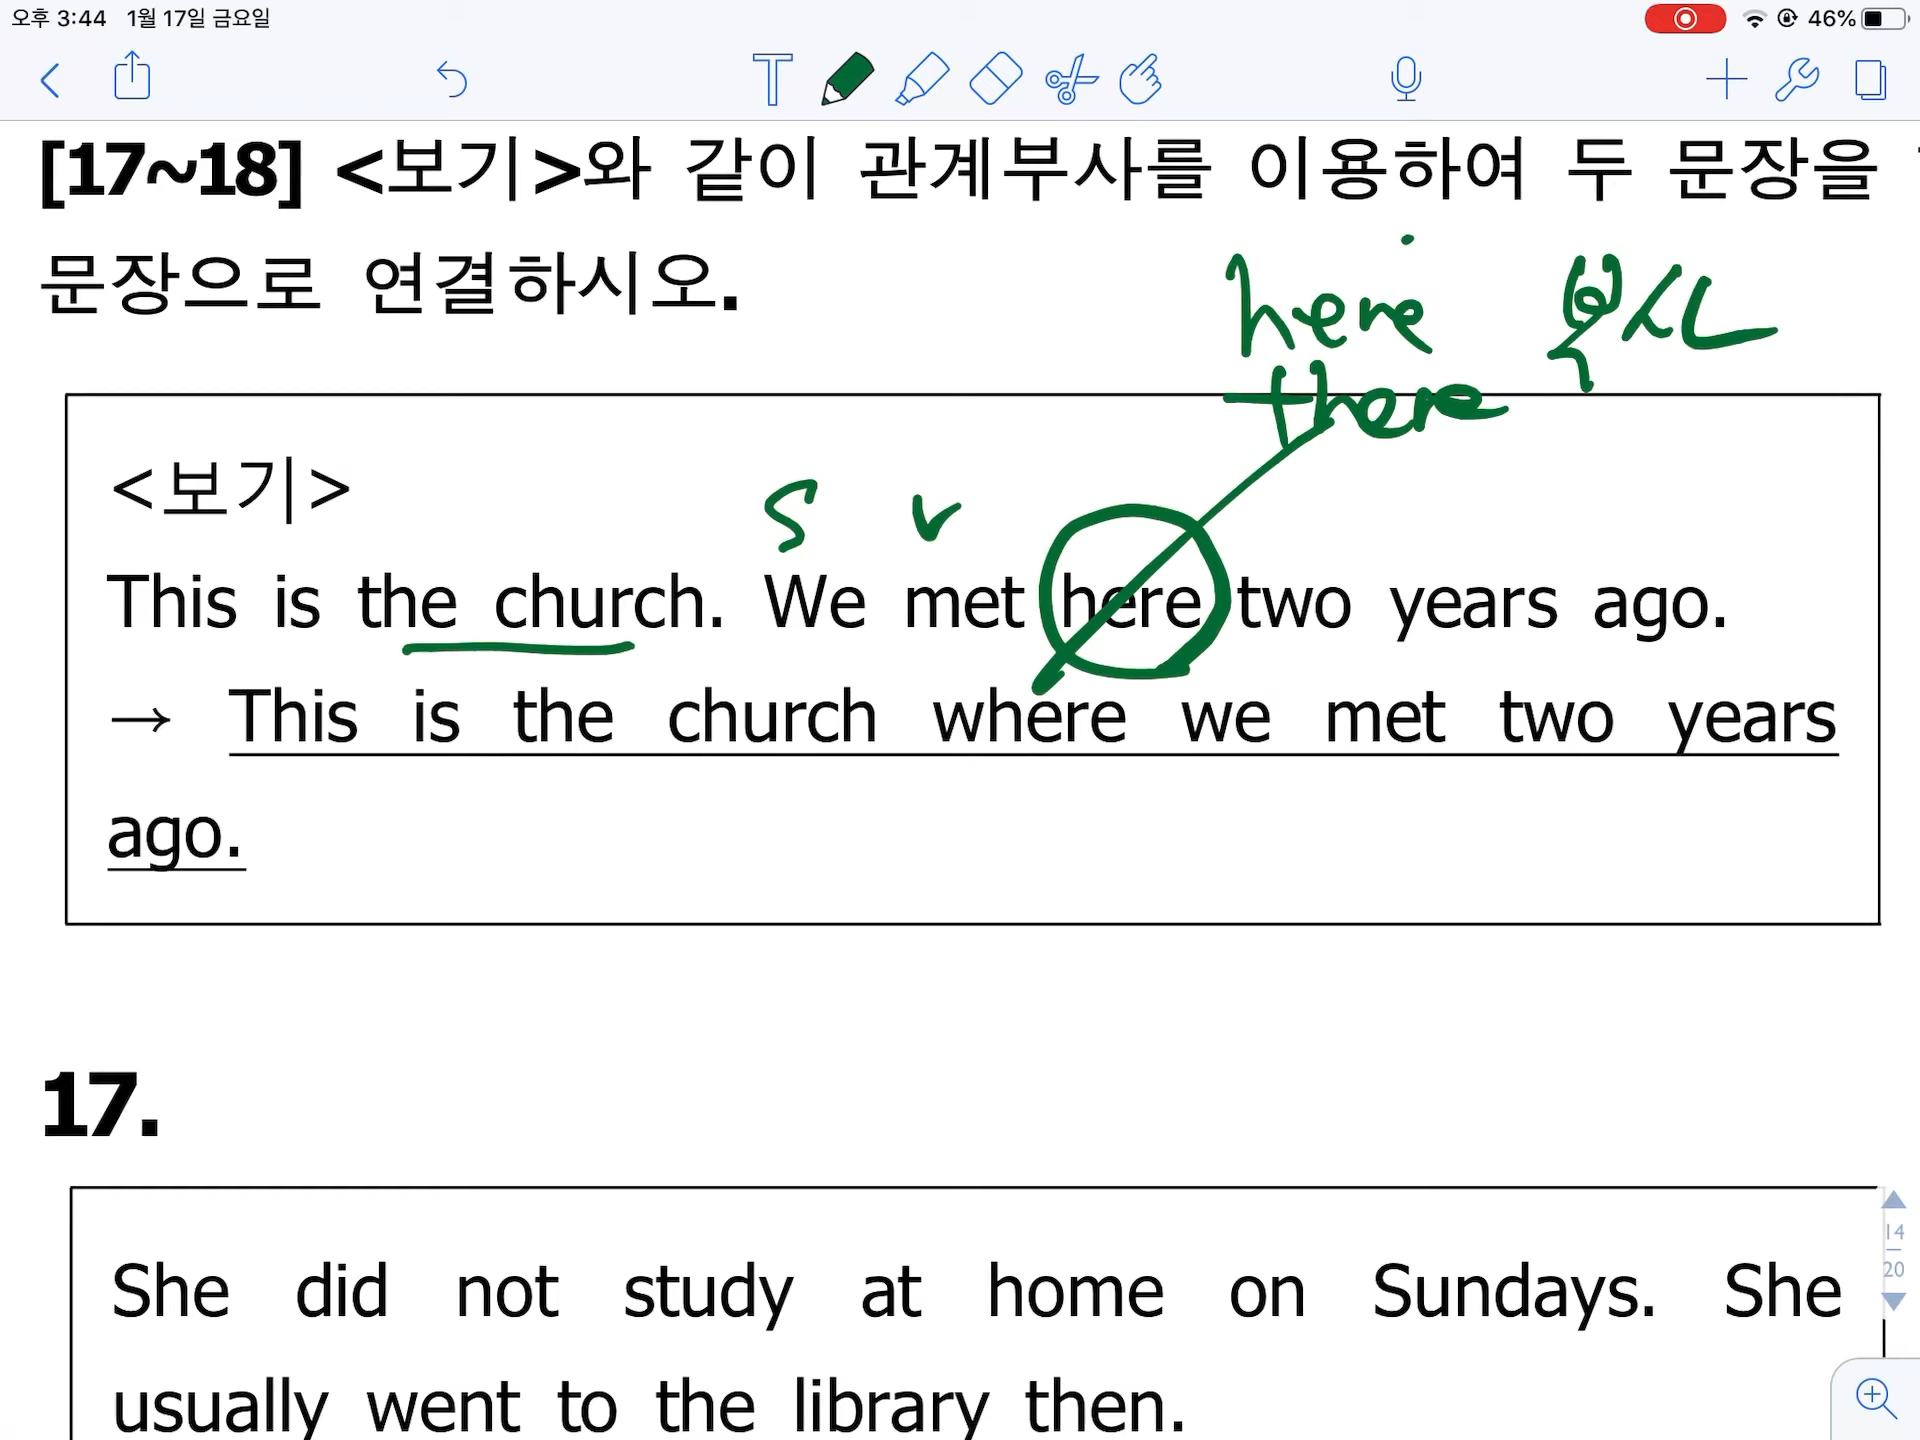 오후 3:44 1월 17일 금요일
46%
[17~18] <보기>와 같이 관계부사를 이용하여 두 문장을
문장으로 연결하시오.
here 부사
there
<보기>
S V
This is the church. We met here two years ago.
→ This is the church where we met two years
ago.
17.
14
20
She did not study at home on Sundays. She
usually went to the library then.